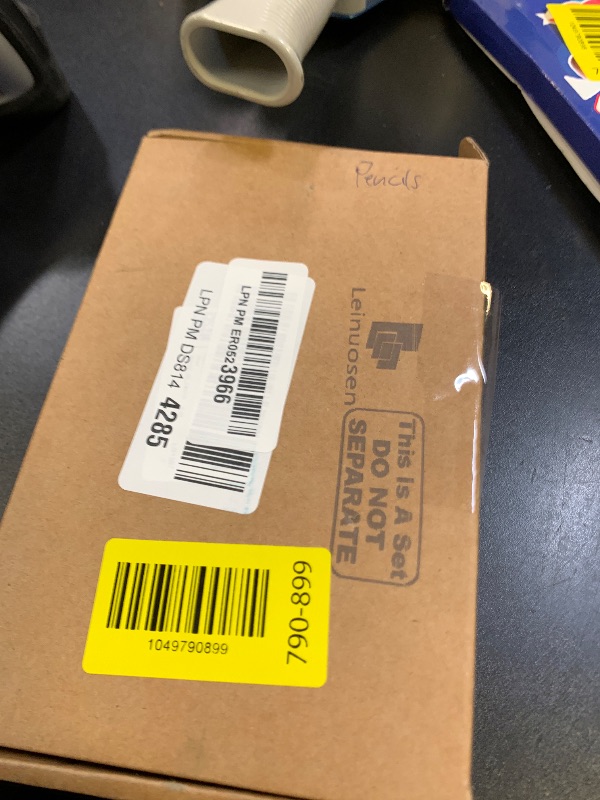 Pencils
Leinuosen
This Is A Set
DO NOT
SEPARATE
LPN PM ER0523966
LPN PM DS814 4285
1049790899
790-899